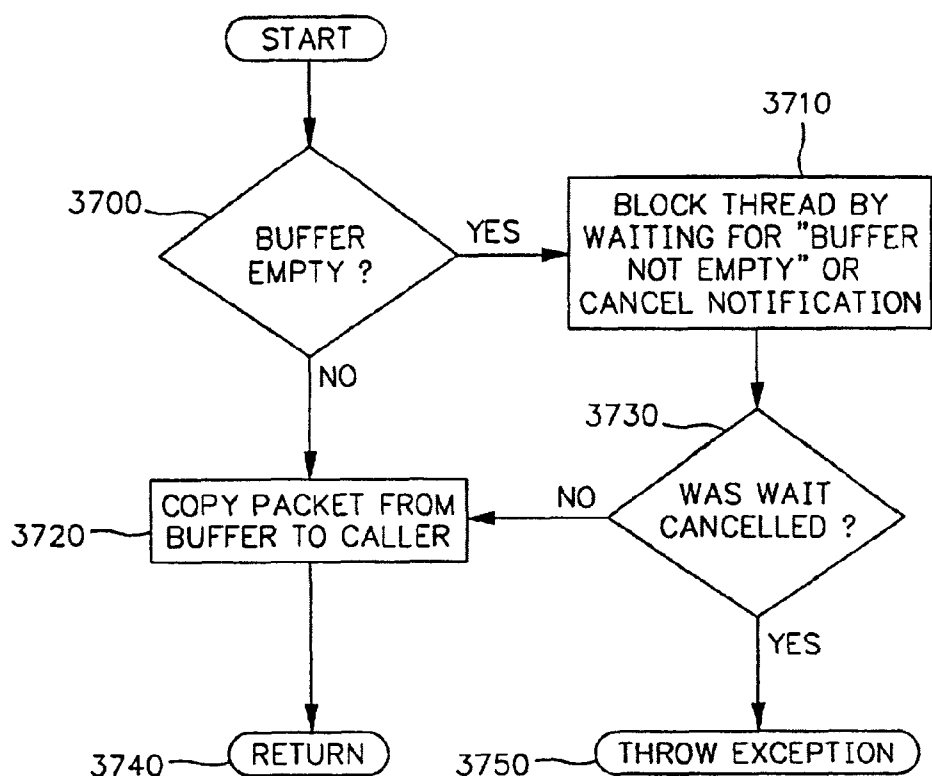 START
3710
3700
BUFFER
EMPTY ?
YES
BLOCK THREAD BY
WAITING FOR "BUFFER
NOT EMPTY" OR
CANCEL NOTIFICATION
NO
3730
COPY PACKET FROM
BUFFER TO CALLER
3720
NO
WAS WAIT
CANCELLED ?
YES
3740
RETURN
3750
THROW EXCEPTION